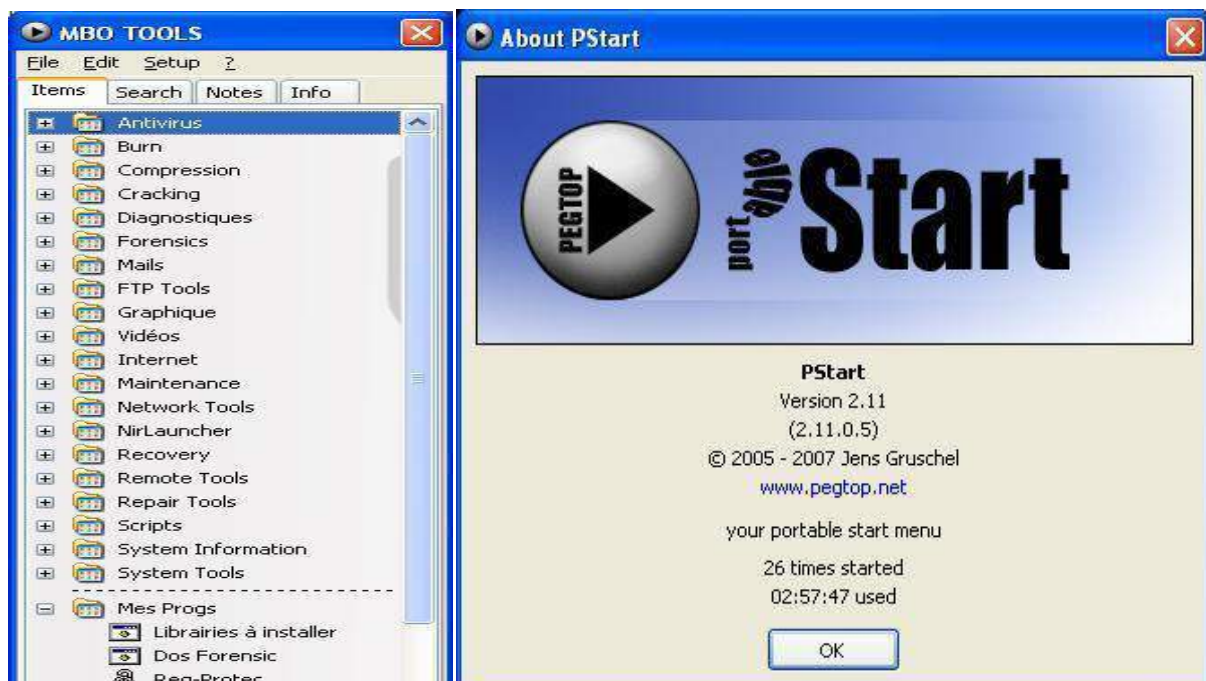 MBO TOOLS
File Edit Setup ?
Items Search Notes Info
Antivirus
Burn
Compression
Cracking
Diagnostiques
Forensics
Mails
FTP Tools
Graphique
Vidéos
Internet
Maintenance
Network Tools
NirLauncher
Recovery
Remote Tools
Repair Tools
Scripts
System Information
System Tools
Mes Progs
Librairies à installer
Dos Forensic
Reg-Protec
About PStart
PEGTOP
portable Start
PStart
Version 2.11
(2.11.0.5)
© 2005 - 2007 Jens Gruschel
www.pegtop.net
your portable start menu
26 times started
02:57:47 used
OK